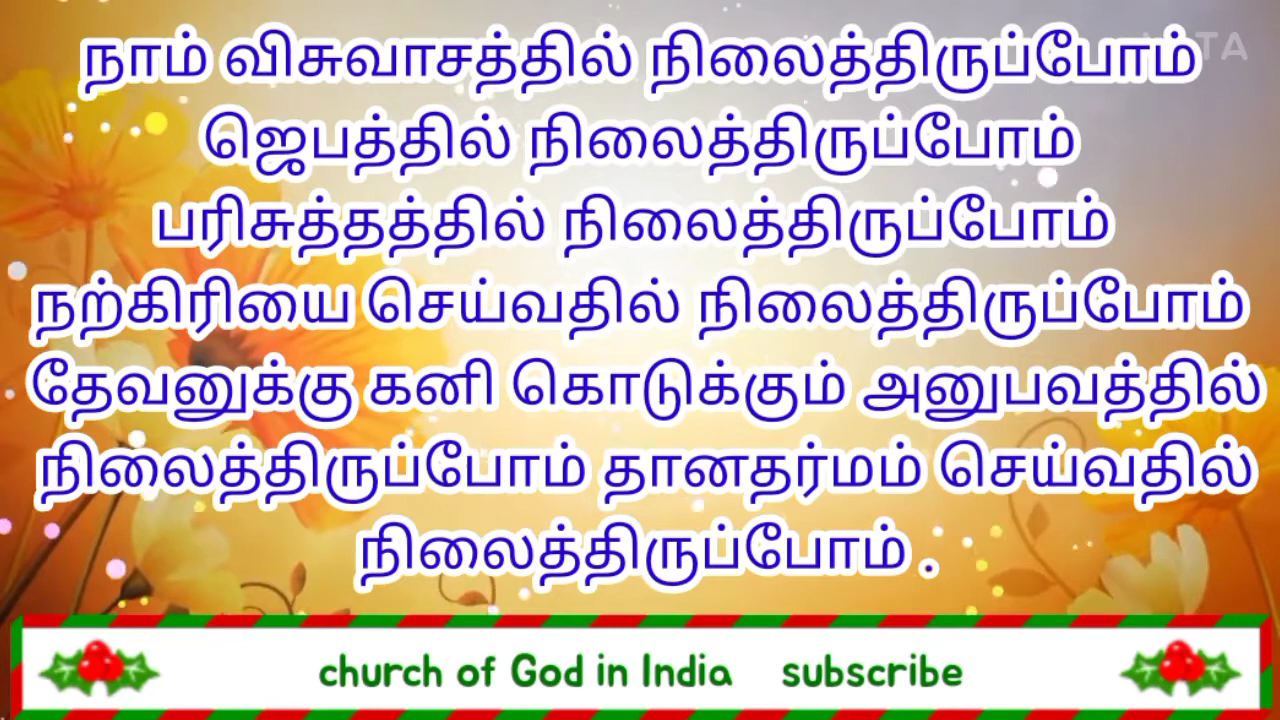 நாம் விசுவாசத்தில் நிலைத்திருப்போம்
ஜெபத்தில் நிலைத்திருப்போம்
பரிசுத்தத்தில் நிலைத்திருப்போம்
நற்கிரியை செய்வதில் நிலைத்திருப்போம்
தேவனுக்கு கனி கொடுக்கும் அனுபவத்தில்
நிலைத்திருப்போம் தானதர்மம் செய்வதில்
நிலைத்திருப்போம் .
church of God in India subscribe